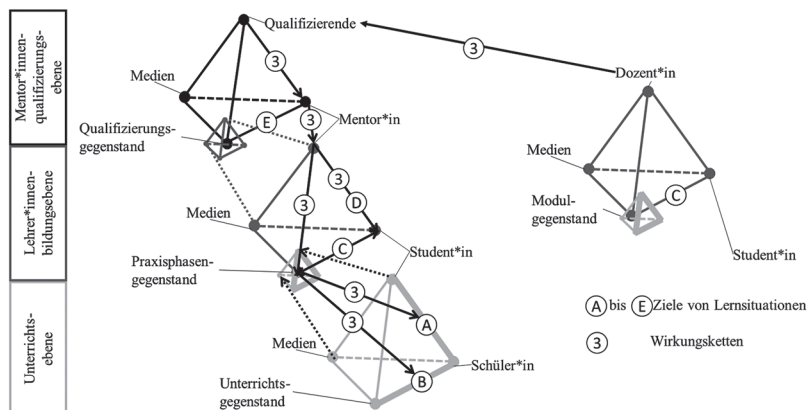 Mentor*innen-
qualifizierungs-
ebene
Lehrer*innen-
bildungsebene
Unterrichts-
ebene
Qualifizierende
3
Dozent*in
3
Medien
Mentor*in
E
3
Qualifizierungs-
gegenstand
Medien
Modul-
gegenstand
C
Student*in
3
D
3
Medien
C
Student*in
Praxisphasen-
gegenstand
3
A
3
Medien
B
Schüler*in
Unterrichts-
gegenstand
A bis E Ziele von Lernsituationen
3 Wirkungsketten